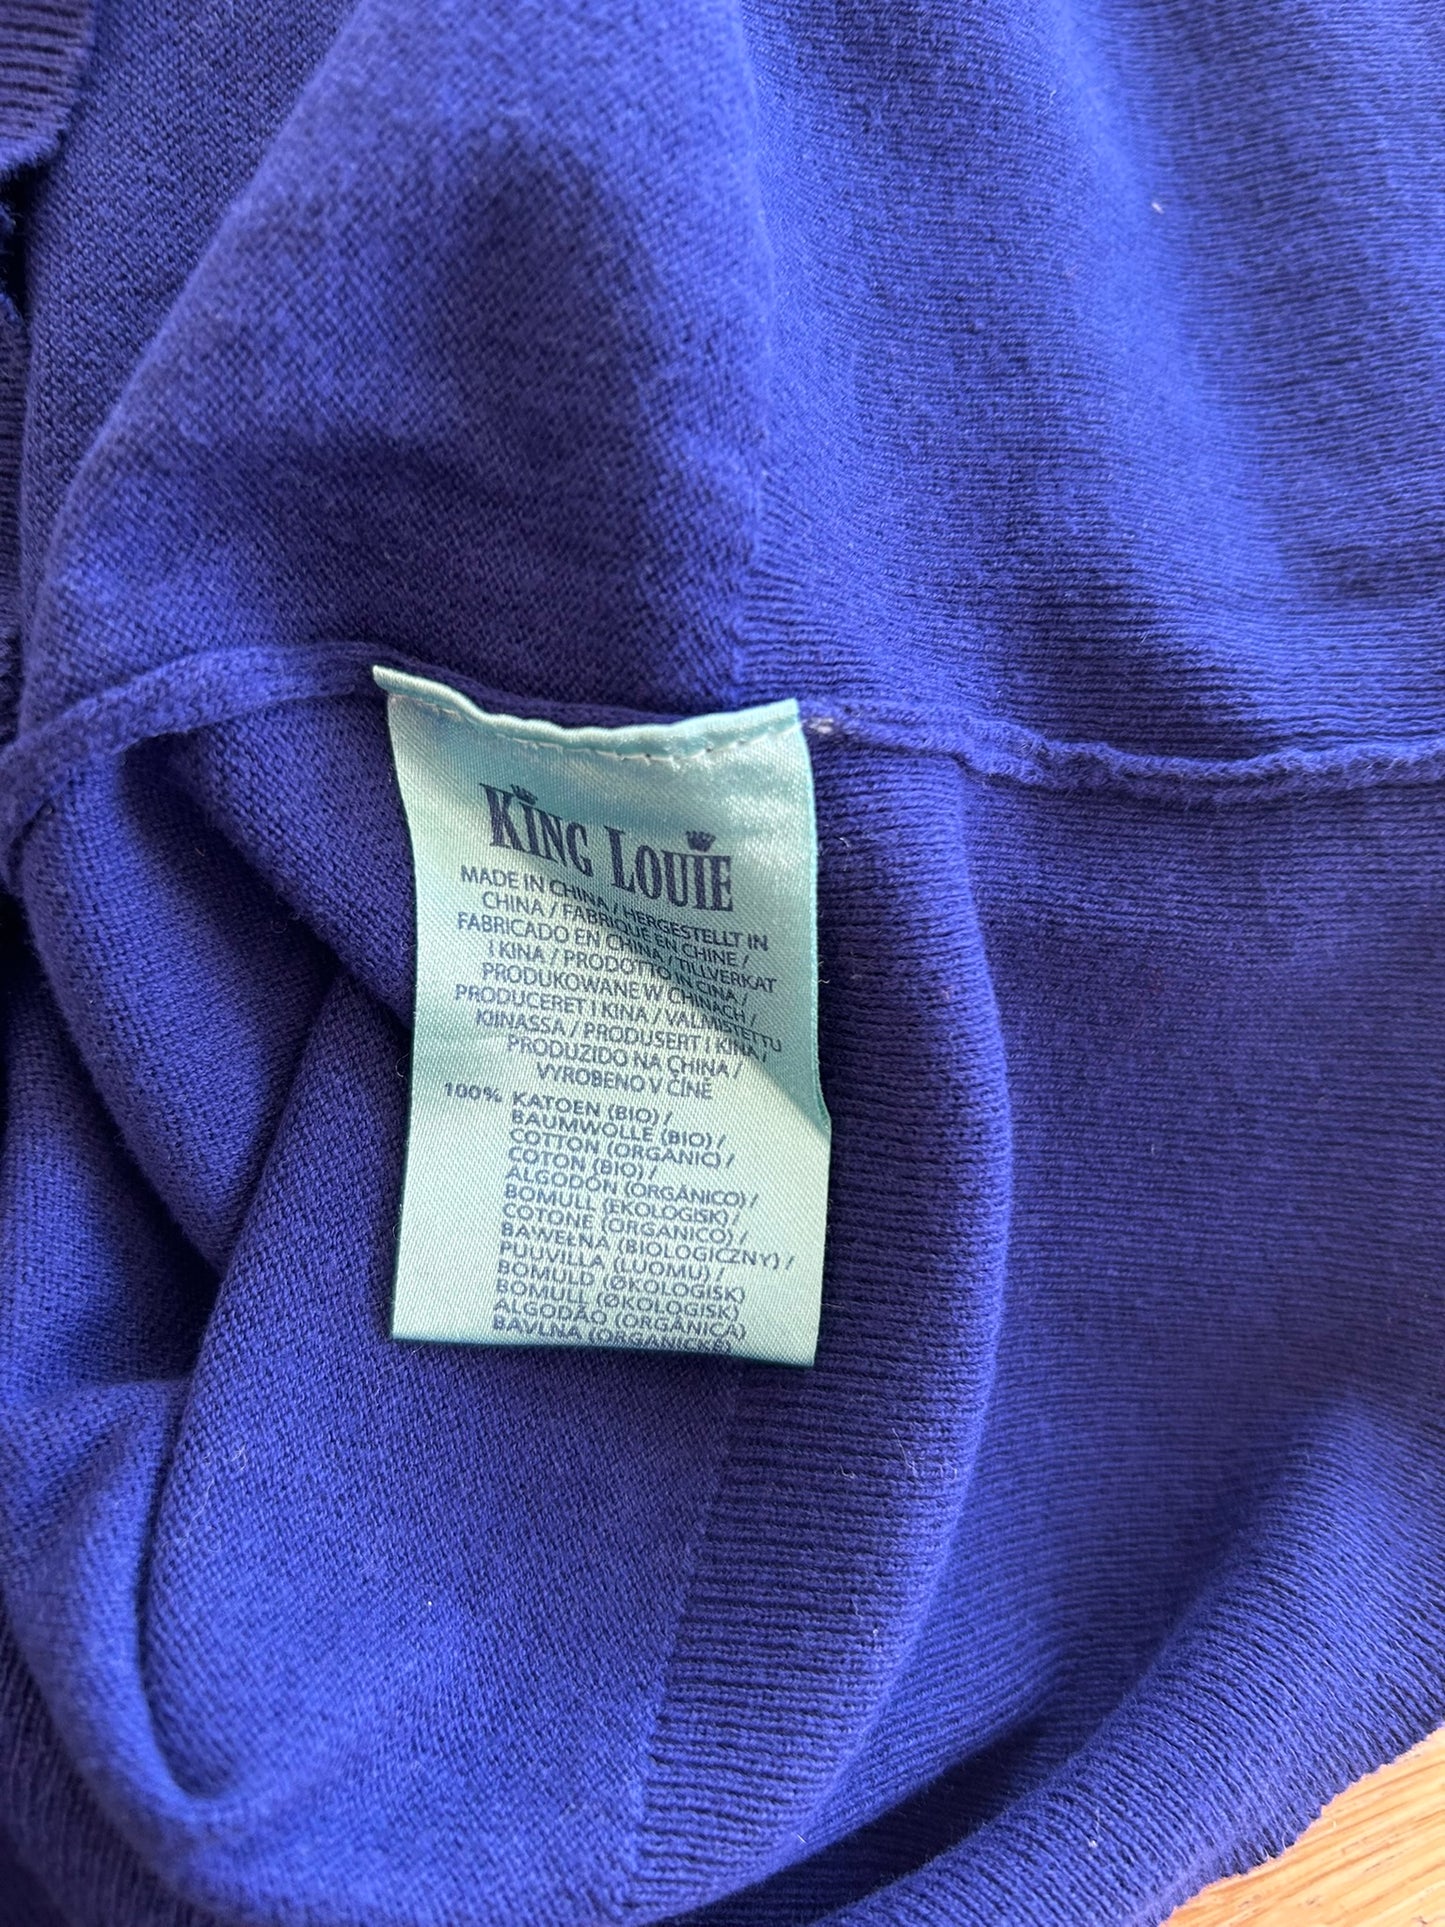 KING LOUIE
MADE IN CHINA / HERGESTELLT IN
CHINA / FABRIQUE EN CHINE /
FABRICADO EN CHINA / TILLVERKAT
I KINA / PRODOTTO IN CINA /
PRODUKOWANE W CHINACH /
PRODUCERET I KINA / VALMISTETTU
KIINASSA / PRODUSERT I KINA /
PRODUZIDO NA CHINA /
VYROBENO V ČÍNĚ
100% KATOEN (BIO) /
BAUMWOLLE (BIO) /
COTTON (ORGANIC) /
COTON (BIO) /
ALGODÓN (ORGÁNICO) /
BOMULL (EKOLOGISK) /
COTONE (ORGANICO) /
BAWEŁNA (BIOLOGICZNY) /
PUUVILLA (LUOMU) /
BOMULD (ØKOLOGISK)
BOMULL (ØKOLOGISK)
ALGODÃO (ORGÂNICA)
BAVLNA (ORGANICKÉ)